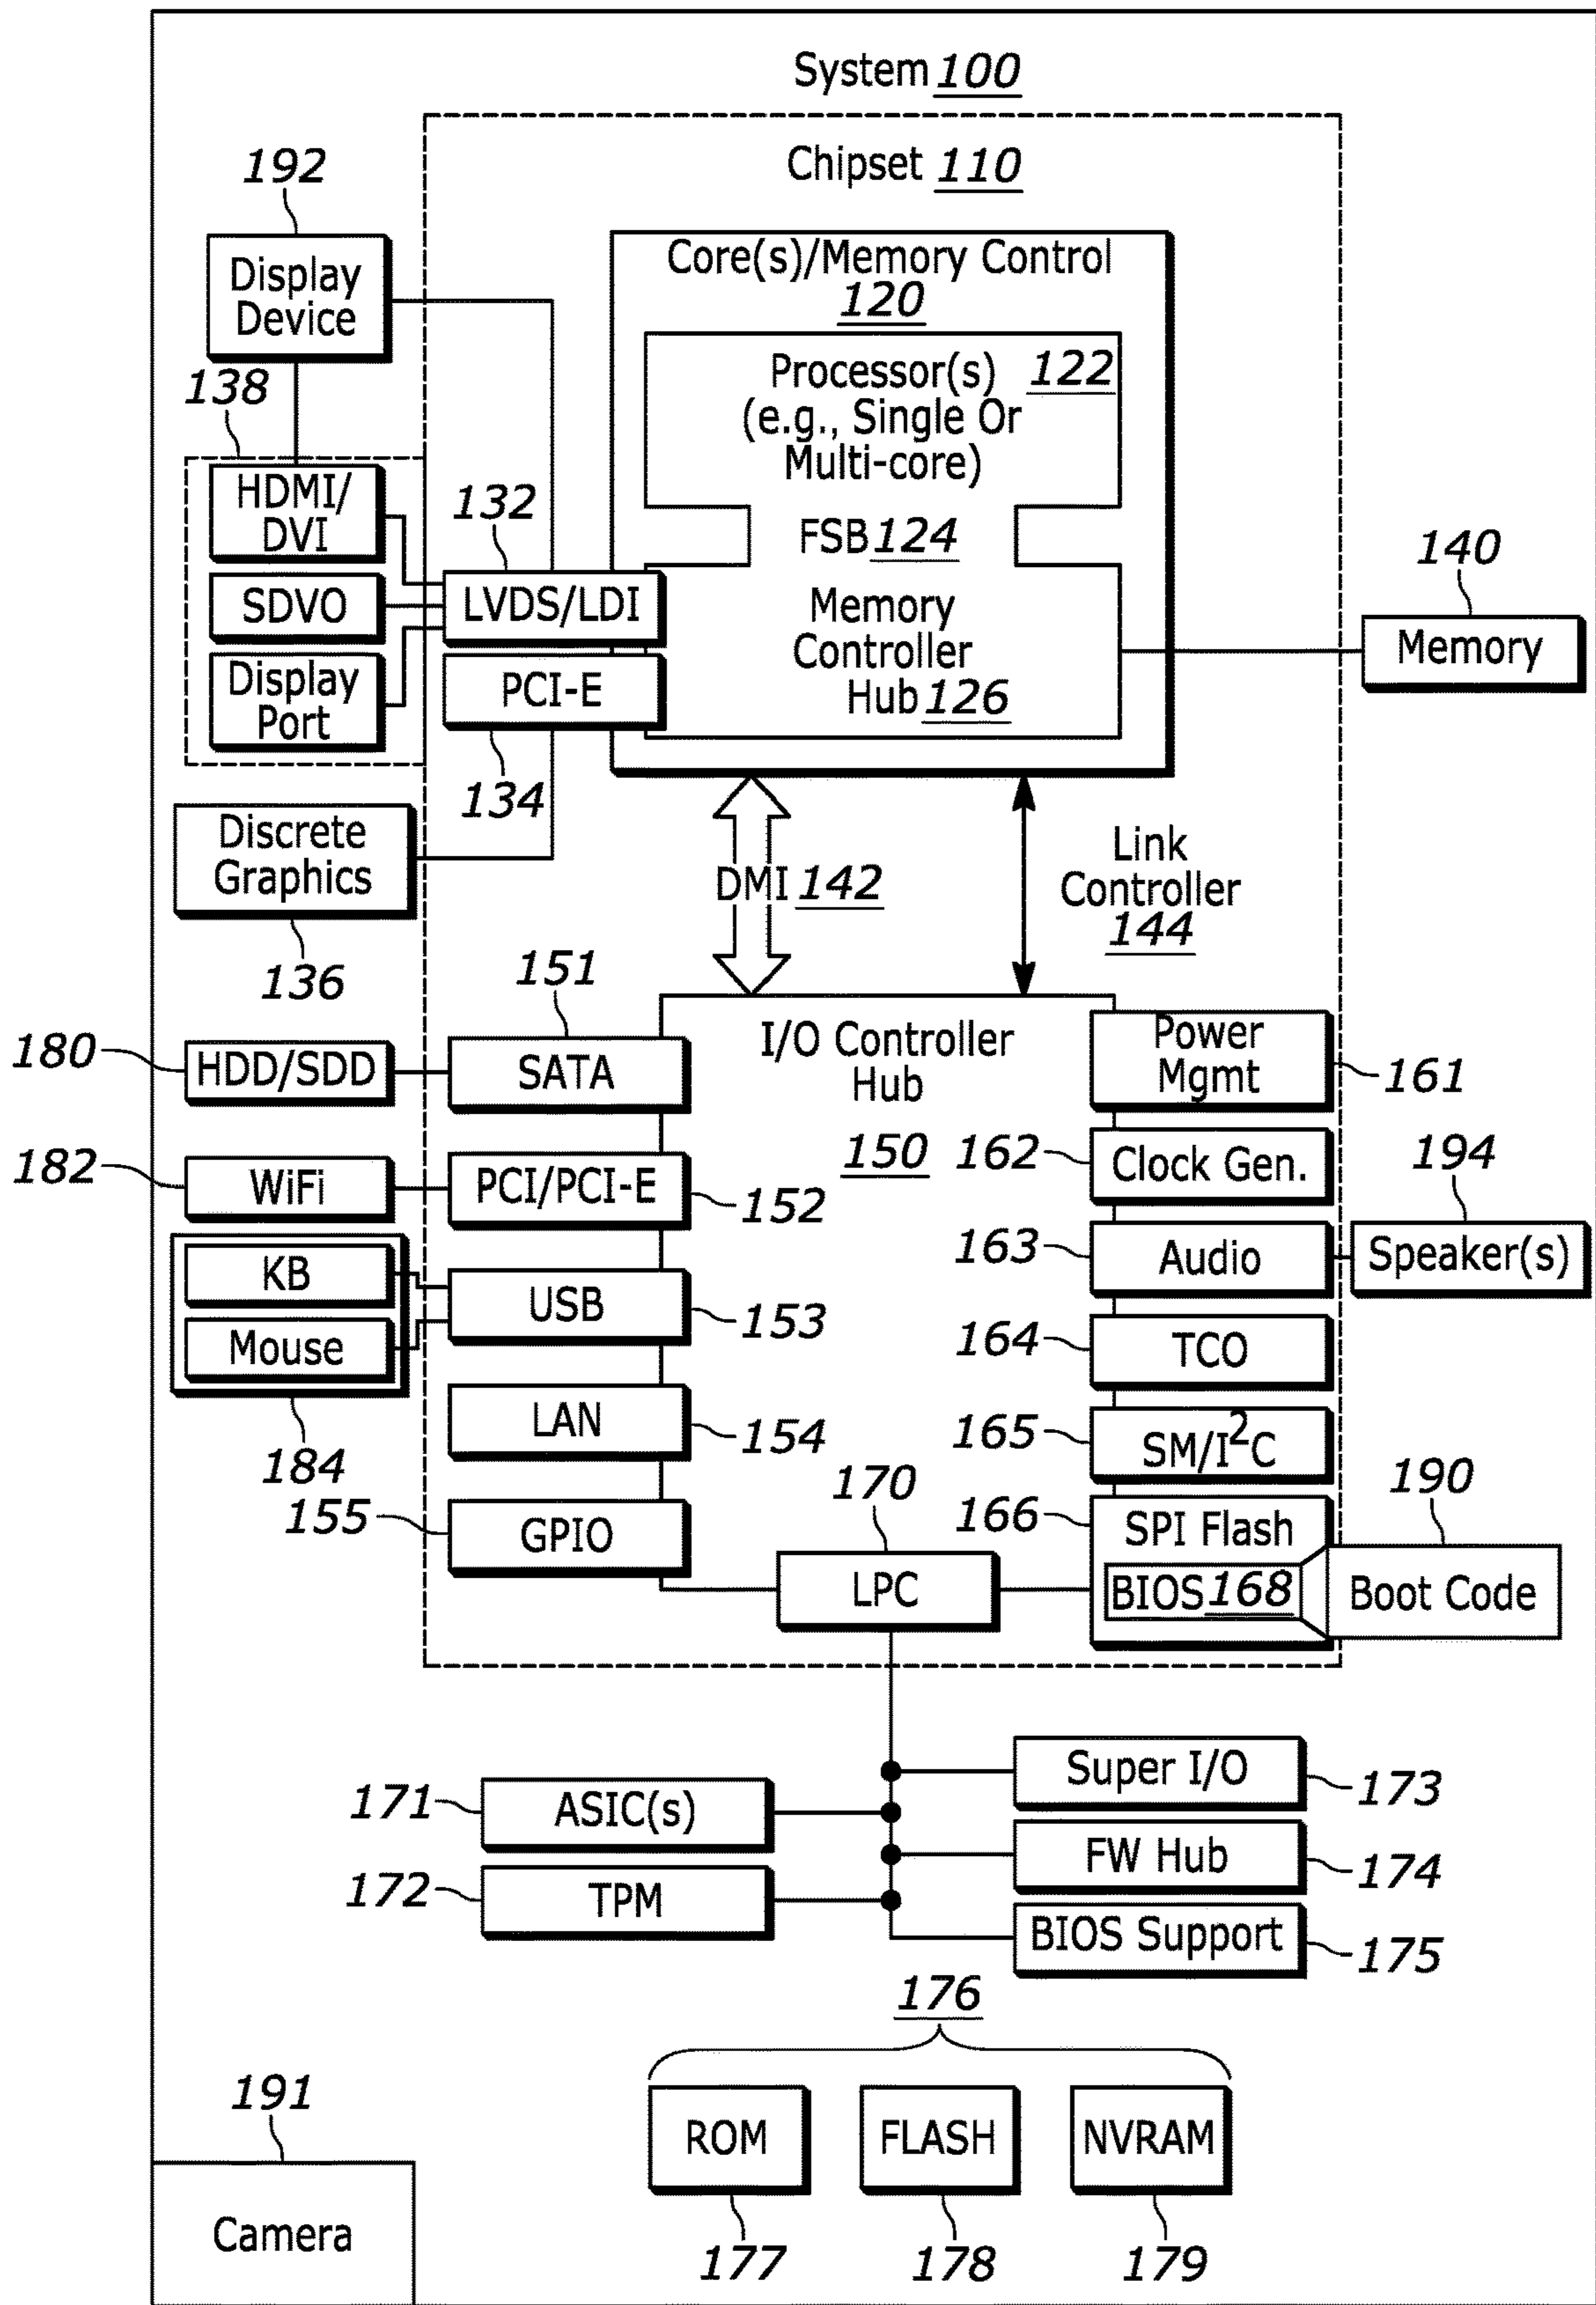 System 100
Chipset 110
192
Display
Device
Core(s)/Memory Control
120
Processor(s) 122
(e.g., Single Or
Multi-core)
138
HDMI/
DVI
SDVO
Display
Port
132
LVDS/LDI
PCI-E
134
FSB 124
Memory
Controller
Hub 126
140
Memory
Discrete
Graphics
136
DMI 142
Link
Controller
144
151
180
HDD/SDD
SATA
I/O Controller
Hub
150
Power
Mgmt
161
182
WiFi
PCI/PCI-E
152
162
Clock Gen.
194
KB
Mouse
184
USB
153
163
Audio
Speaker(s)
164
TCO
LAN
154
165
SM/I²C
155
GPIO
170
LPC
166
SPI Flash
BIOS 168
190
Boot Code
171
ASIC(s)
Super I/O
173
172
TPM
FW Hub
174
BIOS Support
175
176
ROM
FLASH
NVRAM
177
178
179
191
Camera